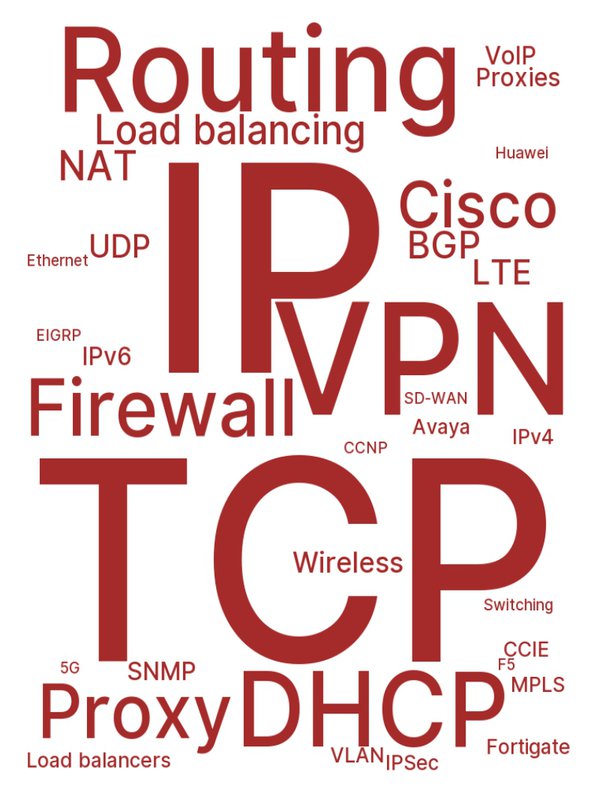 Routing
VoIP
Proxies
Load balancing
NAT
Huawei
IP
Cisco
UDP
BGP
Ethernet
LTE
VPN
EIGRP
IPv6
Firewall
SD-WAN
Avaya
IPv4
CCNP
TCP
Wireless
Switching
CCIE
F5
5G
SNMP
MPLS
Proxy
DHCP
Fortigate
VLAN
IPSec
Load balancers